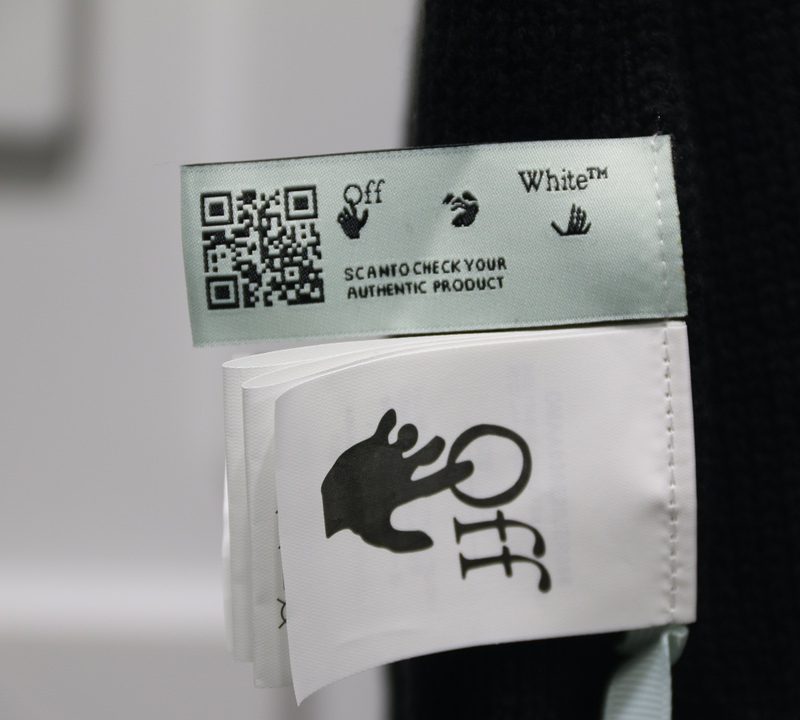 Off
White™
SCAN TO CHECK YOUR
AUTHENTIC PRODUCT
Off